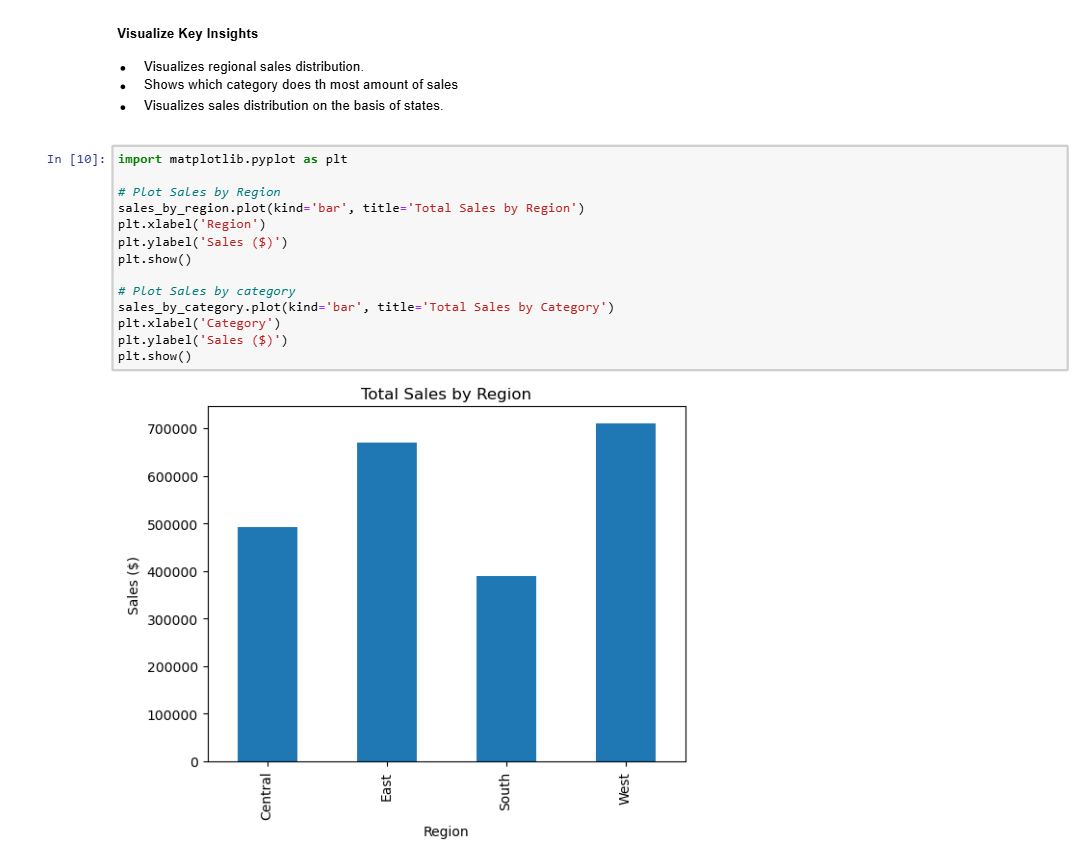 Visualize Key Insights
• Visualizes regional sales distribution.
• Shows which category does th most amount of sales
• Visualizes sales distribution on the basis of states.
In [10]: import matplotlib.pyplot as plt
# Plot Sales by Region
sales_by_region.plot(kind='bar', title='Total Sales by Region')
plt.xlabel('Region')
plt.ylabel('Sales ($)')
plt.show()
# Plot Sales by category
sales_by_category.plot(kind='bar', title='Total Sales by Category')
plt.xlabel('Category')
plt.ylabel('Sales ($)')
plt.show()
Total Sales by Region
700000
600000
500000
400000
300000
200000
100000
0
Sales ($)
Central
East
South
West
Region